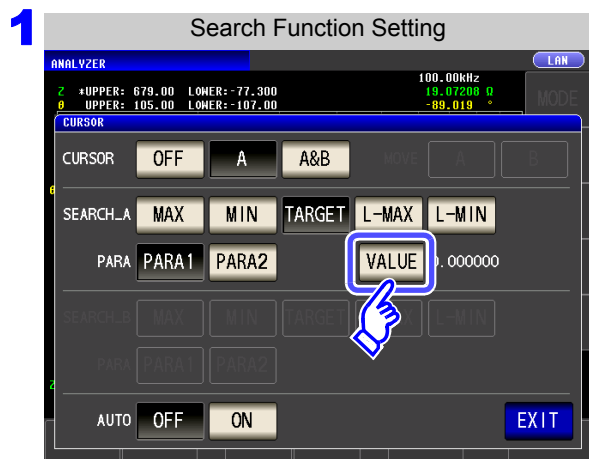 1 Search Function Setting
ANALYZER LAN
100.00kHz
Z *UPPER: 679.00 LOWER:-77.300 19.07208 Ω
θ UPPER: 105.00 LOWER:-107.00 -89.019 °
MODE
CURSOR
CURSOR OFF A A&B MOVE A B
θ
SEARCH_A MAX MIN TARGET L-MAX L-MIN
PARA PARA1 PARA2 VALUE .000000
SEARCH_B MAX MIN TARGET L-MIN
PARA PARA1 PARA2
Z
AUTO OFF ON EXIT